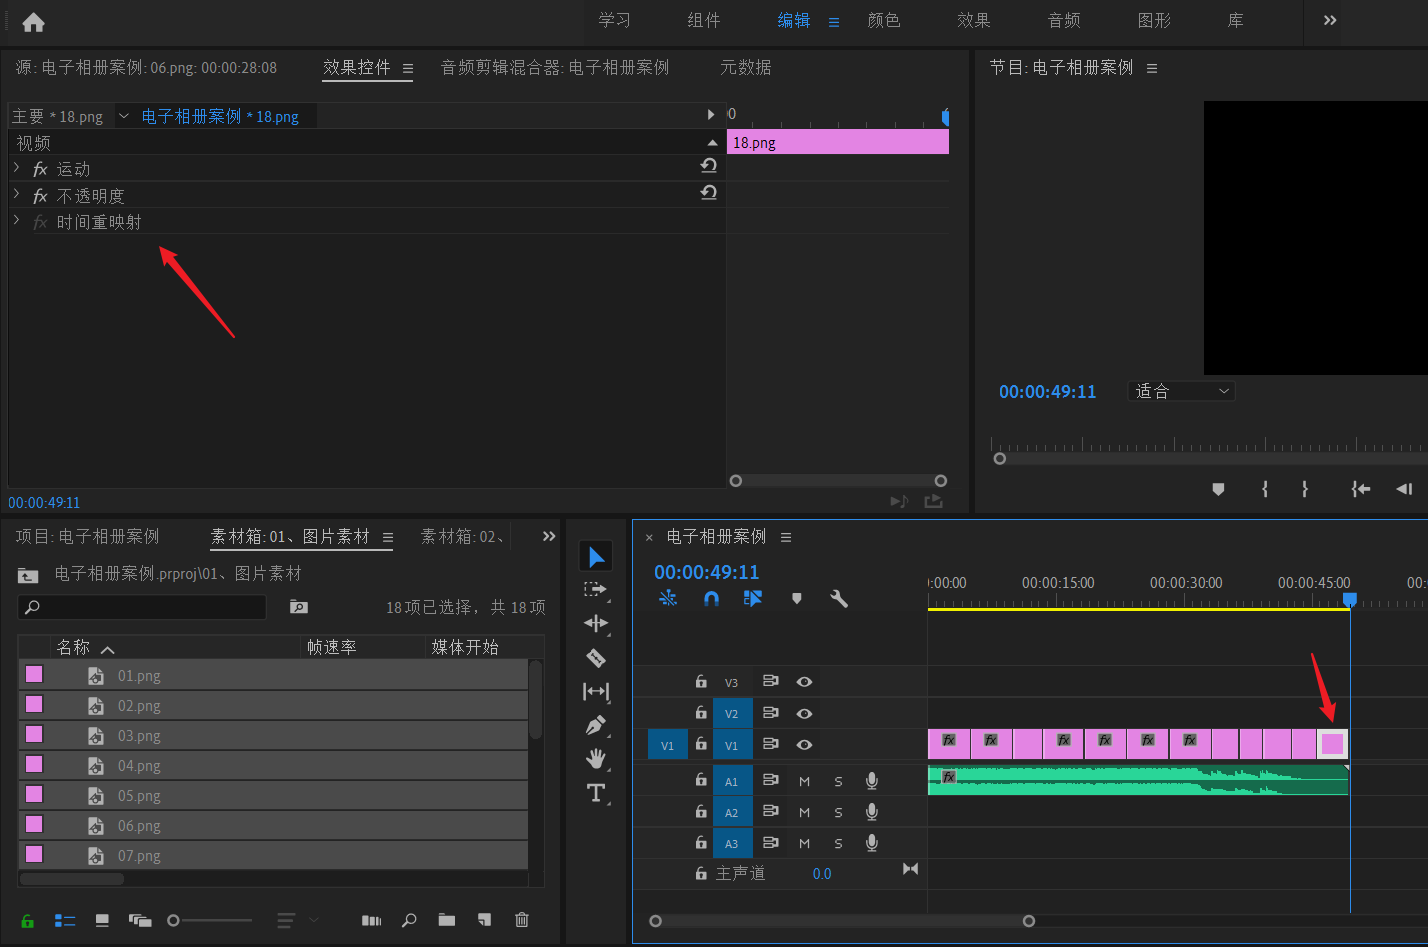 学习 组件 编辑 颜色 效果 音频 图形 库
源: 电子相册案例: 06.png: 00:00:28:08 效果控件 音频剪辑混合器: 电子相册案例 元数据
节目: 电子相册案例
主要 * 18.png 电子相册案例 * 18.png
视频
fx 运动
fx 不透明度
fx 时间重映射
18.png
00:00:49:11
00:00:49:11 适合
项目: 电子相册案例 素材箱: 01、图片素材 素材箱: 02、
电子相册案例.prproj\01、图片素材
18项已选择，共 18项
名称 帧速率 媒体开始
01.png
02.png
03.png
04.png
05.png
06.png
07.png
× 电子相册案例
00:00:49:11
:00:00 00:00:15:00 00:00:30:00 00:00:45:00 00:
V3
V2
V1 V1 fx fx fx fx fx fx
A1 M S fx
A2 M S
A3 M S
主声道 0.0